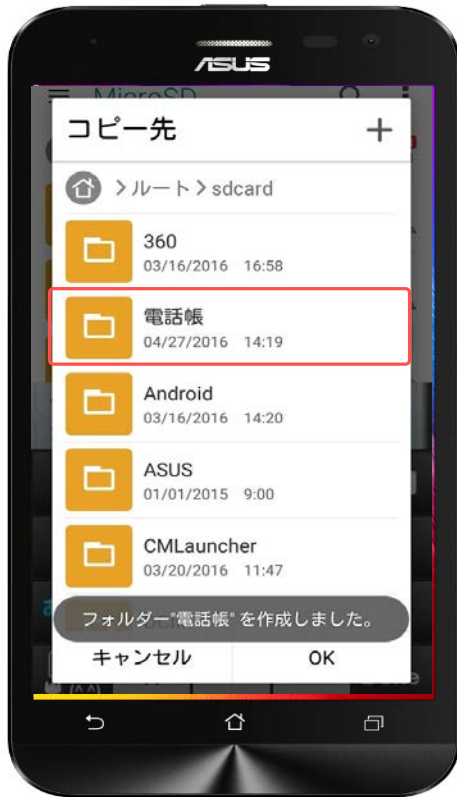 ASUS
MicroSD
コピー先
ルート > sdcard
360
03/16/2016 16:58
電話帳
04/27/2016 14:19
Android
03/16/2016 14:20
ASUS
01/01/2015 9:00
CMLauncher
03/20/2016 11:47
フォルダー"電話帳" を作成しました。
キャンセル OK